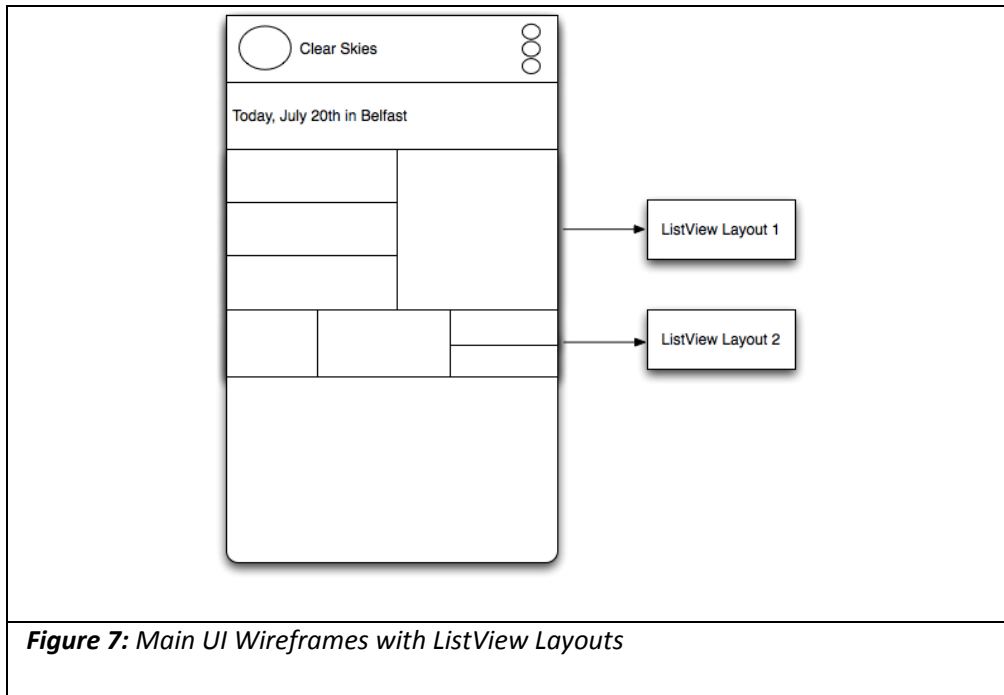 Clear Skies
Today, July 20th in Belfast
ListView Layout 1
ListView Layout 2
Figure 7: Main UI Wireframes with ListView Layouts